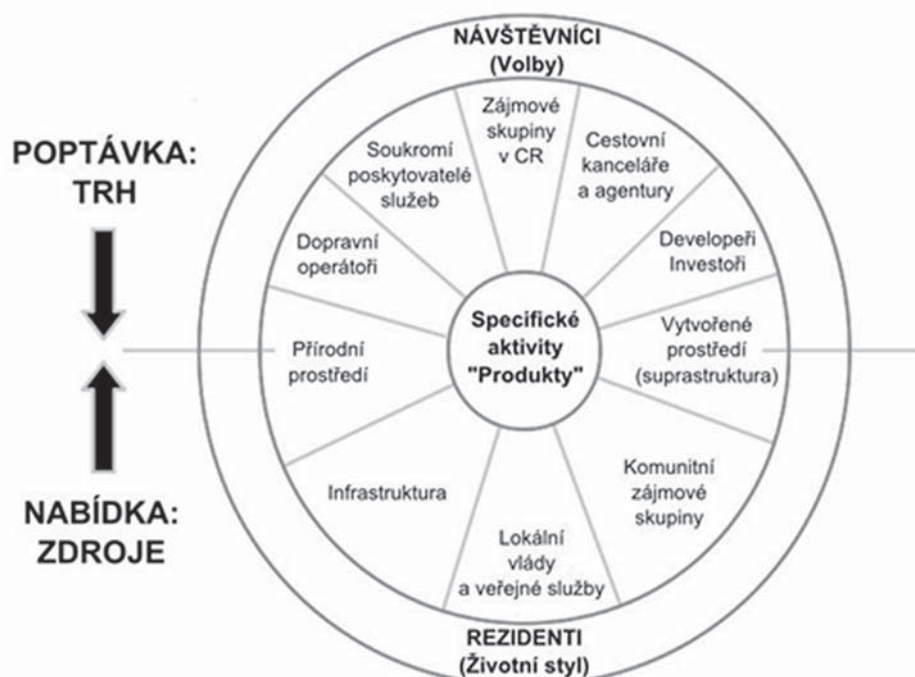 NÁVŠTĚVNÍCI
(Volby)
POPTÁVKA:
TRH
Zájmové
skupiny
v CR
Soukromí
poskytovatelé
služeb
Cestovní
kanceláře
a agentury
Dopravní
operátoři
Developeři
Investoři
Specifické
aktivity
"Produkty"
Přírodní
prostředí
Vytvořené
prostředí
(suprastruktura)
Infrastruktura
Komunitní
zájmové
skupiny
NABÍDKA:
ZDROJE
Lokální
vlády
a veřejné služby
REZIDENTI
(Životní styl)